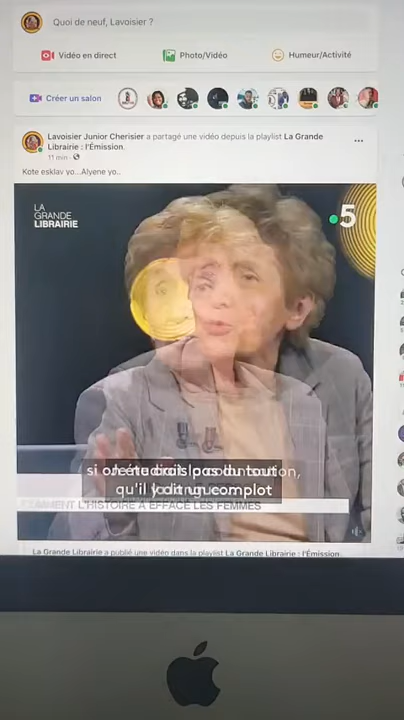 Quoi de neuf, Lavoisier ?
Vidéo en direct
Photo/Vidéo
Humeur/Activité
Créer un salon
Lavoisier Junior Cherisier a partagé une vidéo depuis la playlist La Grande
Librairie : l'Émission.
11 min
Kote esklav yo...Alyene yo..
LA
GRANDE
LIBRAIRIE
5
qu'il y a un complot
L'HISTOIRE A EFFACÉ LES FEMMES
La Grande Librairie a publié une vidéo dans la playlist La Grande Librairie : l'Émission.